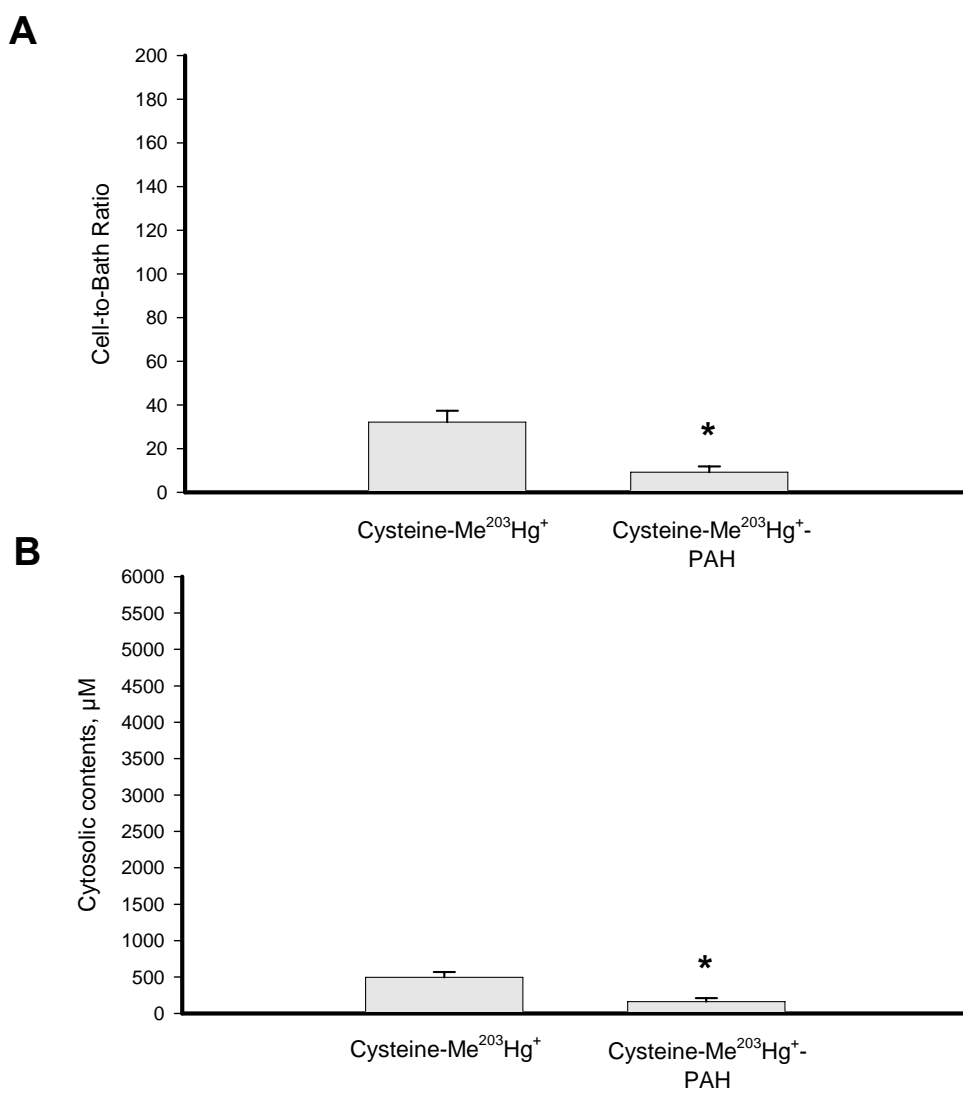 A
200
180
160
140
120
100
80
60
40
20
0
Cell-to-Bath Ratio
*
Cysteine-Me²⁰³Hg⁺
Cysteine-Me²⁰³Hg⁺-
PAH
B
6000
5500
5000
4500
4000
3500
3000
2500
2000
1500
1000
500
0
Cytosolic contents, µM
*
Cysteine-Me²⁰³Hg⁺
Cysteine-Me²⁰³Hg⁺-
PAH